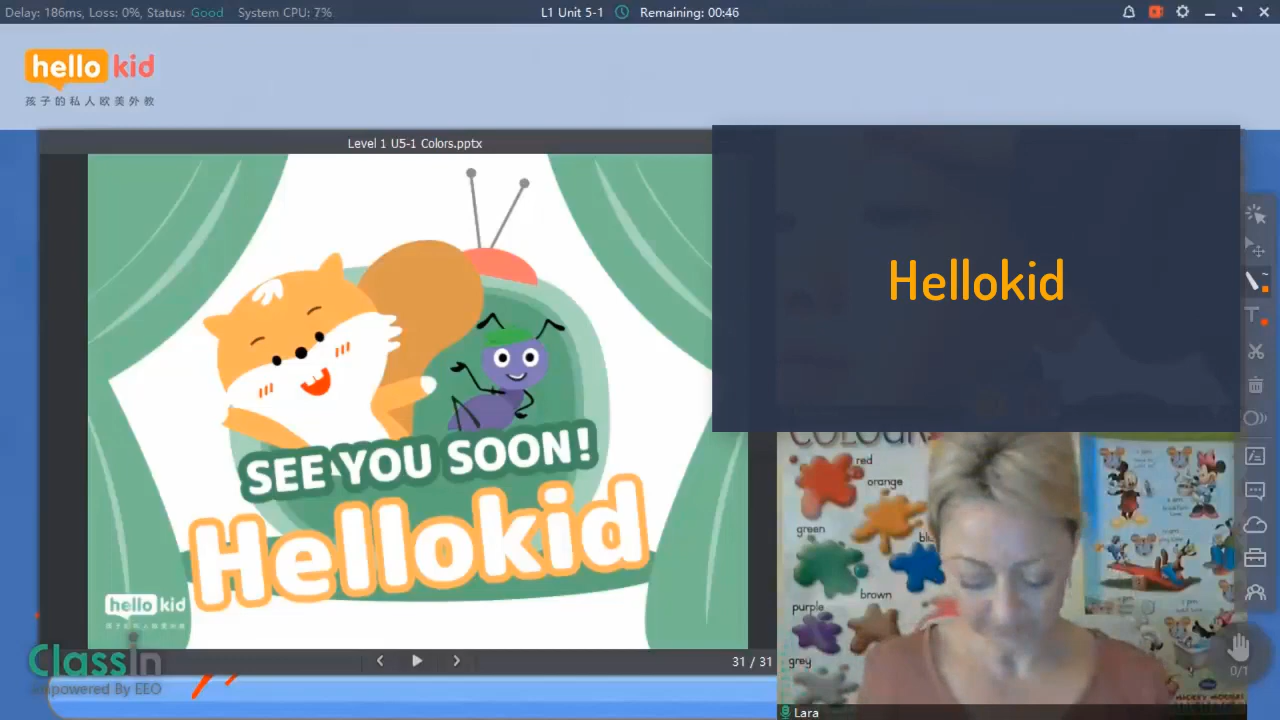 Delay: 186ms, Loss: 0%, Status: Good System CPU: 7%
L1 Unit 5-1 Remaining: 00:46
hello kid
孩子的私人欧美外教
Level 1 U5-1 Colors.pptx
Hellokid
SEE YOU SOON!
Hellokid
hello kid
31 / 31
ClassIn
Empowered By EEO
COLOURS
red
orange
green
brown
purple
grey
Lara
0/1